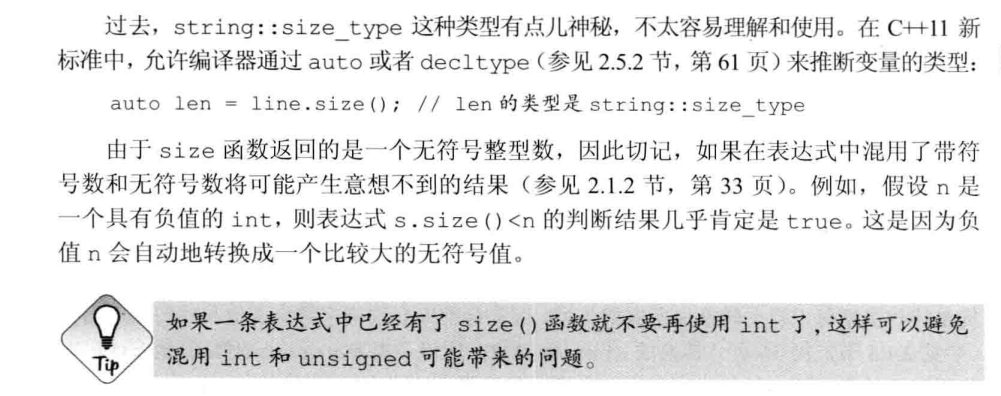 过去，string::size_type 这种类型有点儿神秘，不太容易理解和使用。在 C++11 新
标准中，允许编译器通过 auto 或者 decltype（参见 2.5.2 节，第 61 页）来推断变量的类型：
auto len = line.size(); // len 的类型是 string::size_type
由于 size 函数返回的是一个无符号整型数，因此切记，如果在表达式中混用了带符
号数和无符号数将可能产生意想不到的结果（参见 2.1.2 节，第 33 页）。例如，假设 n 是
一个具有负值的 int，则表达式 s.size()<n 的判断结果几乎肯定是 true。这是因为负
值 n 会自动地转换成一个比较大的无符号值。
如果一条表达式中已经有了 size()函数就不要再使用 int 了，这样可以避免
混用 int 和 unsigned 可能带来的问题。
Tip